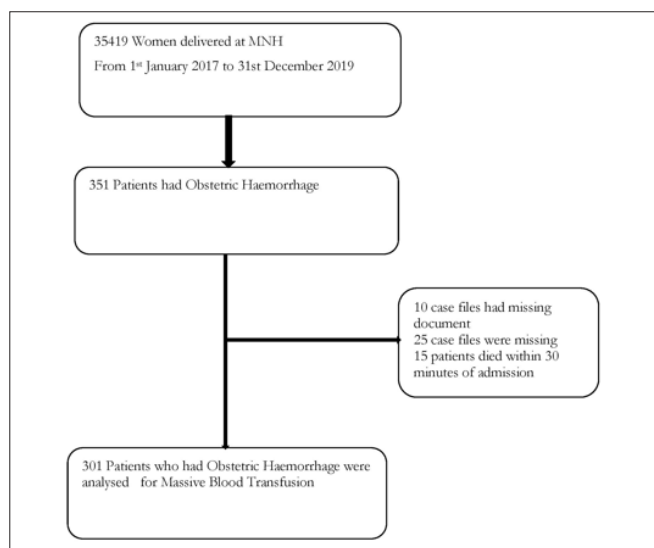 35419 Women delivered at MNH
From 1st January 2017 to 31st December 2019
351 Patients had Obstetric Haemorrhage
10 case files had missing
document
25 case files were missing
15 patients died within 30
minutes of admission
301 Patients who had Obstetric Haemorrhage were
analysed for Massive Blood Transfusion